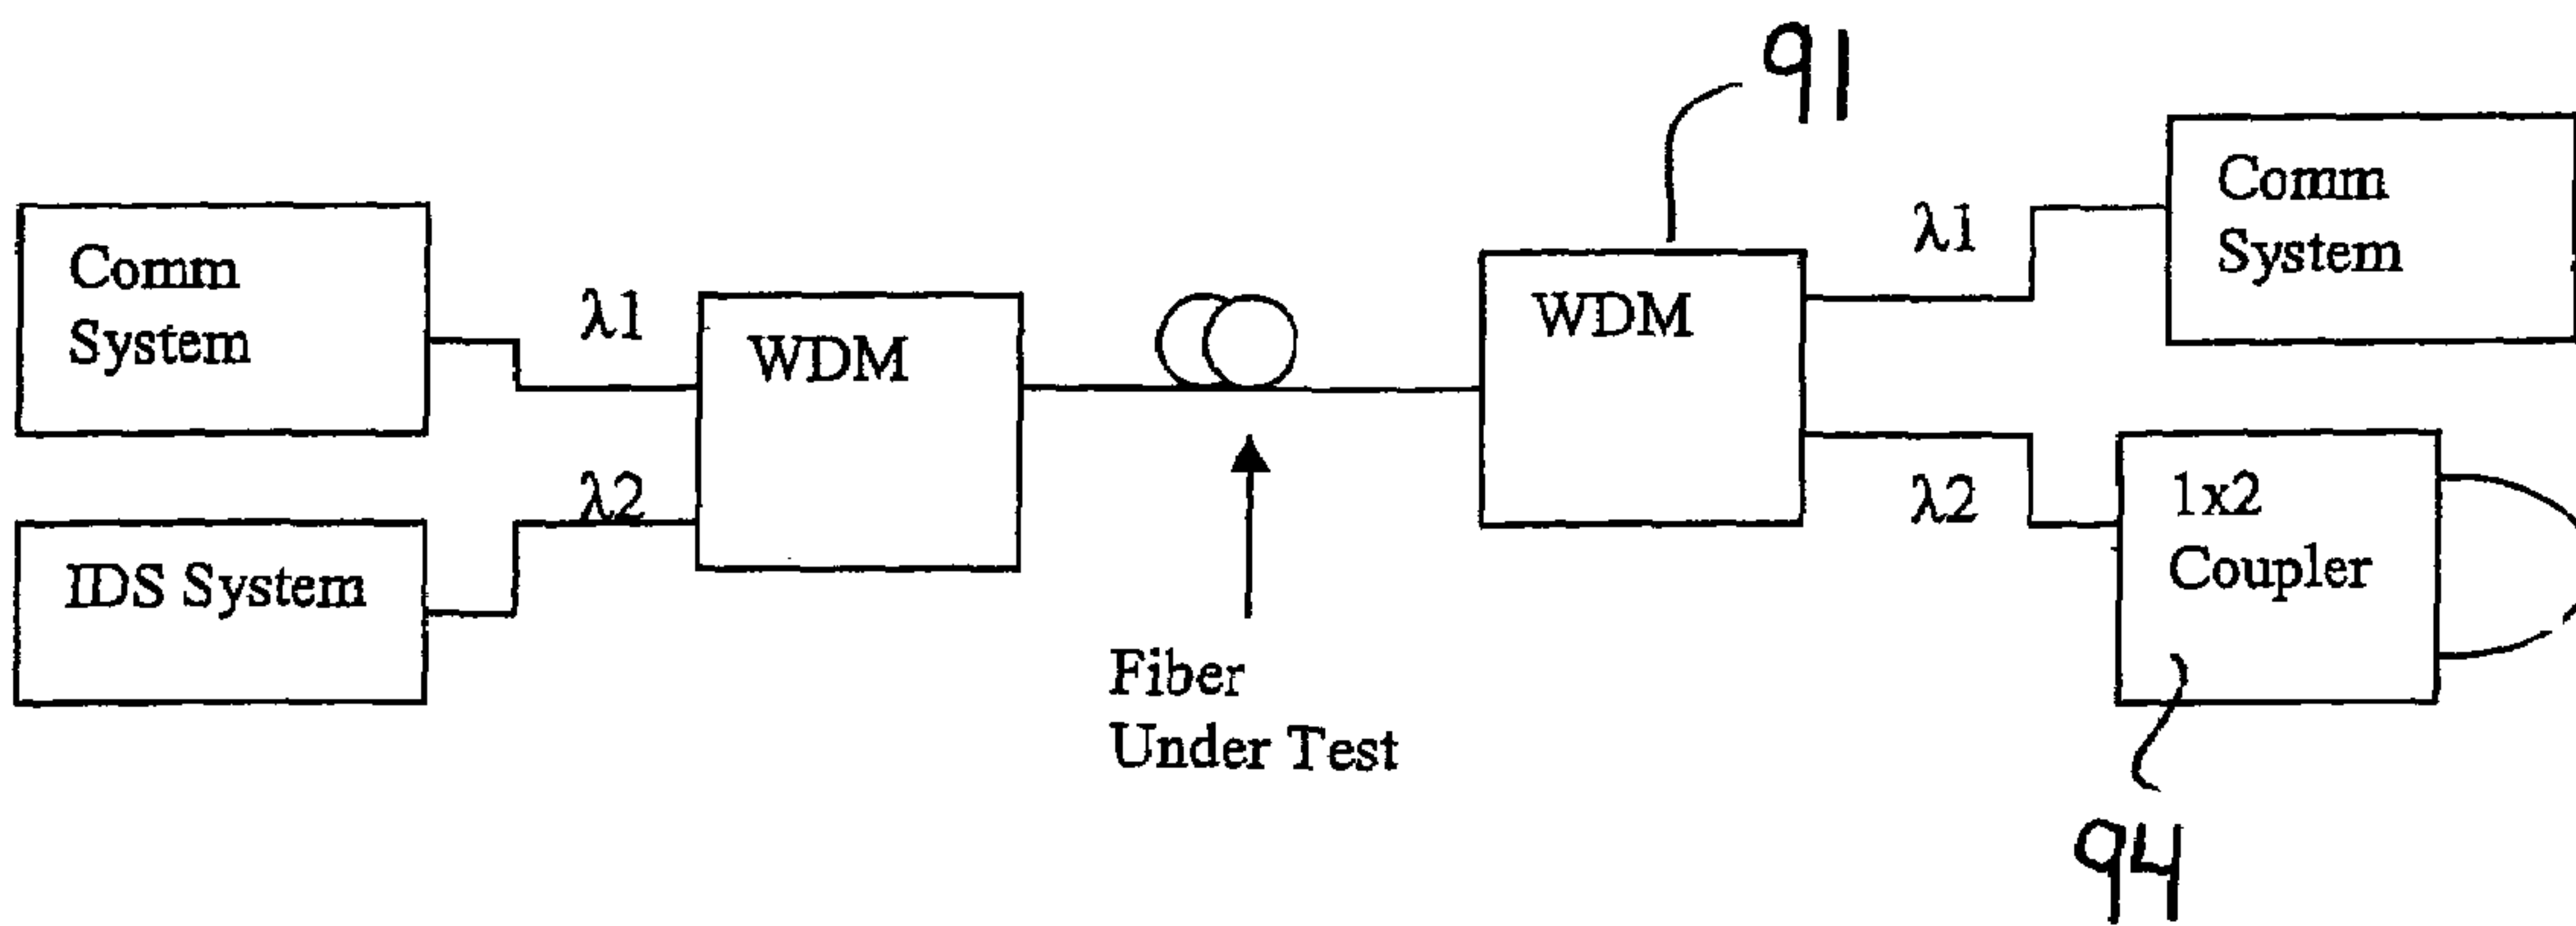 91
Comm
System
λ1
WDM
λ2
IDS System
Fiber
Under Test
WDM
λ1
Comm
System
λ2
1x2
Coupler
94